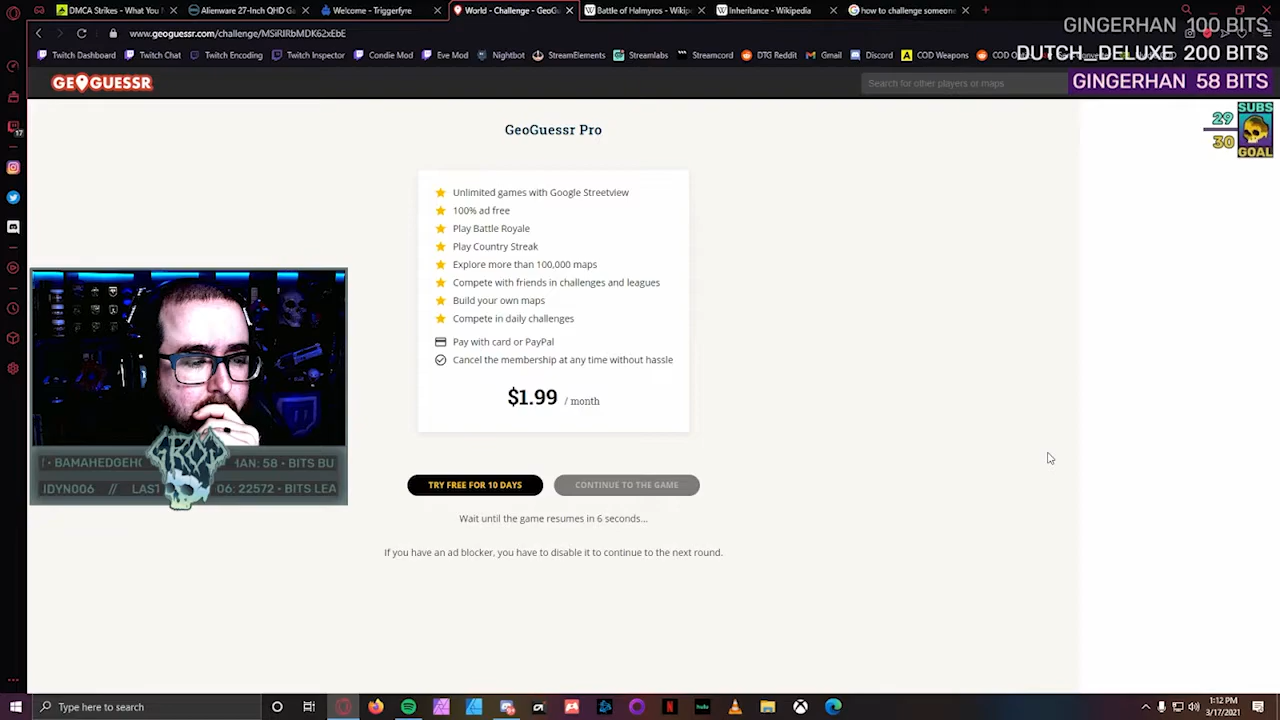 DMCA Strikes - What You N
Alienware 27-Inch QHD Ga
Welcome - Triggerfyre
World - Challenge - GeoGu
Battle of Halmyros - Wikip
Inheritance - Wikipedia
how to challenge someone
GINGERHAN 100 BITS
www.geoguessr.com/challenge/
DUTCH_DELUXE 200 BITS
Twitch Dashboard
Twitch Chat
Twitch Encoding
Twitch Inspector
Condie Mod
Eve Mod
Nightbot
StreamElements
Streamlabs
Streamcord
DTG Reddit
Gmail
Discord
COD Weapons
GEOGUESSR
Search for other players or maps
GINGERHAN 58 BITS
17
29
30
SUBS
GOAL
GeoGuessr Pro
Unlimited games with Google Streetview
100% ad free
Play Battle Royale
Play Country Streak
Explore more than 100,000 maps
Compete with friends in challenges and leagues
Build your own maps
Compete in daily challenges
Pay with card or PayPal
Cancel the membership at any time without hassle
$1.99 / month
• BAMAHEDGEHO
HAN: 58 • BITS BU
IDYN006 // LAST
06: 22572 • BITS LEA
TRY FREE FOR 10 DAYS
CONTINUE TO THE GAME
Wait until the game resumes in 6 seconds...
If you have an ad blocker, you have to disable it to continue to the next round.
Type here to search
hulu
1:12 PM
3/17/2021